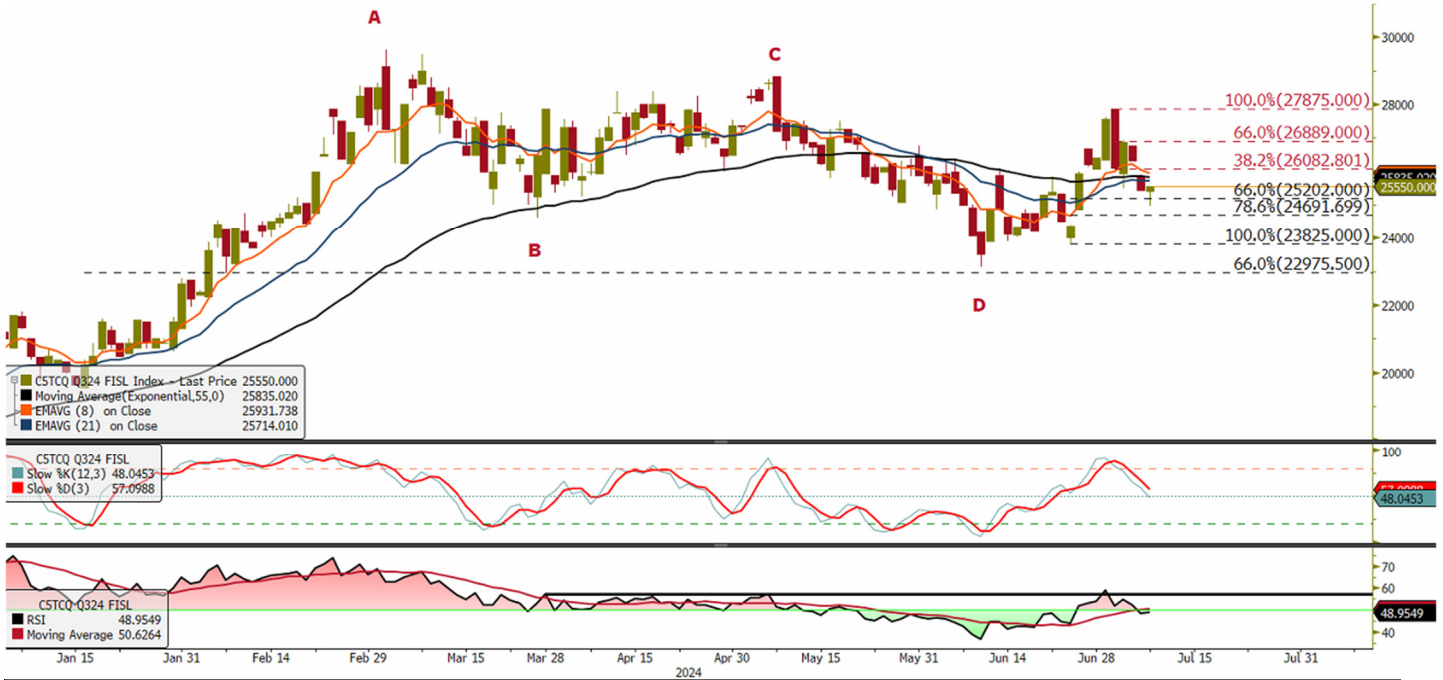 A
C
B
D
30000
28000
24000
22000
20000
100.0%(27875.000)
66.0%(26889.000)
38.2%(26082.801)
66.0%(25202.000)
78.6%(24691.699)
100.0%(23825.000)
66.0%(22975.500)
25835.020
25550.000
C5TCQ Q324 FISL Index - Last Price 25550.000
Moving Average(Exponential,55,0) 25835.020
EMAVG (8) on Close 25931.738
EMAVG (21) on Close 25714.010
C5TCQ Q324 FISL
Slow %K(12,3) 48.0453
Slow %D(3) 57.0988
100
57.0988
48.0453
C5TCQ Q324 FISL
RSI 48.9549
Moving Average 50.6264
70
60
48.9549
40
Jan 15 Jan 31 Feb 14 Feb 29 Mar 15 Mar 28 Apr 15 Apr 30 May 15 May 31 Jun 14 Jun 28 Jul 15 Jul 31
2024